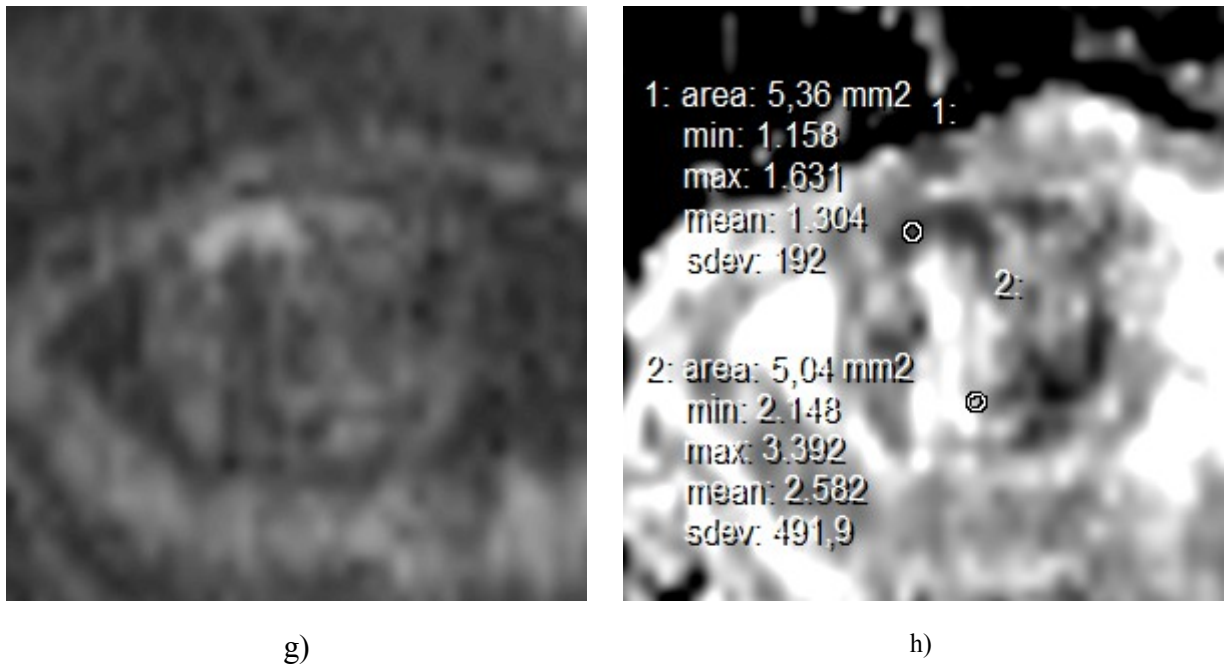 1: area: 5,36 mm2
min: 1.158
max: 1.631
mean: 1.304
sdev: 192
1:
2:
2: area: 5,04 mm2
min: 2.148
max: 3.392
mean: 2.582
sdev: 491,9
g)
h)